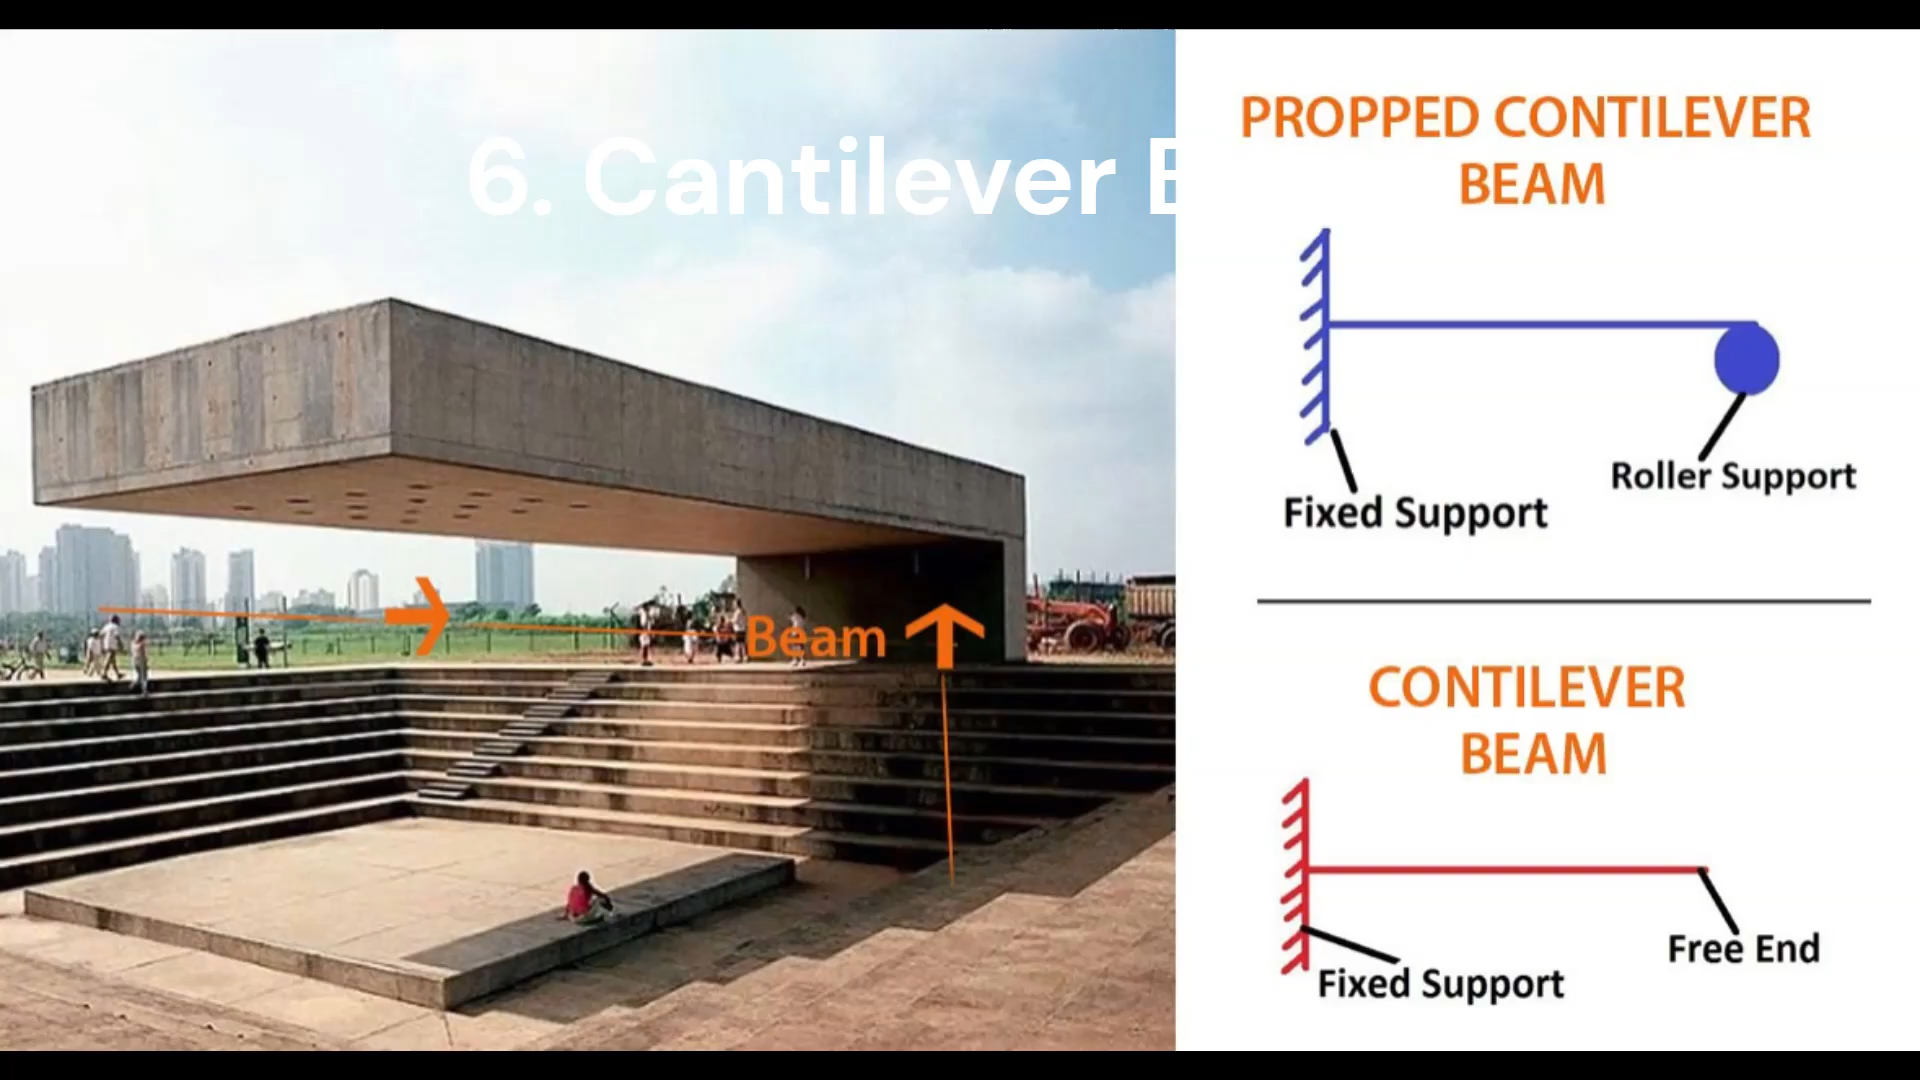 6. Cantilever B
Beam
PROPPED CONTILEVER
BEAM
Roller Support
Fixed Support
CONTILEVER
BEAM
Free End
Fixed Support